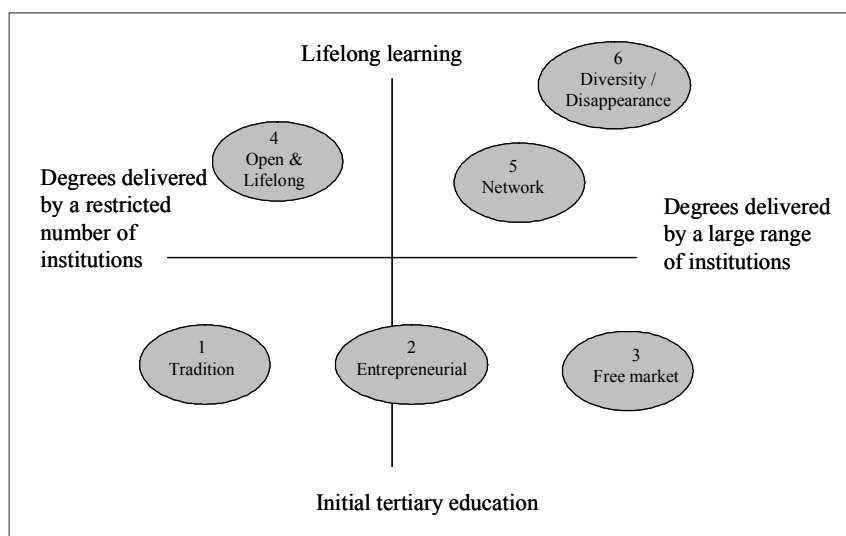 Lifelong learning
6
Diversity /
Disappearance
4
Open &
Lifelong
5
Network
Degrees delivered
by a restricted
number of
institutions
Degrees delivered
by a large range
of institutions
1
Tradition
2
Entrepreneurial
3
Free market
Initial tertiary education